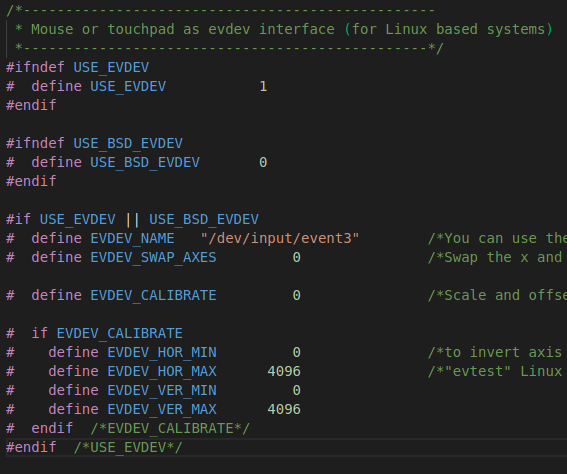 /*-------------------------------------------------
 * Mouse or touchpad as evdev interface (for Linux based systems)
 *------------------------------------------------*/
#ifndef USE_EVDEV
#  define USE_EVDEV           1
#endif

#ifndef USE_BSD_EVDEV
#  define USE_BSD_EVDEV       0
#endif

#if USE_EVDEV || USE_BSD_EVDEV
#  define EVDEV_NAME   "/dev/input/event3"        /*You can use the
#  define EVDEV_SWAP_AXES         0               /*Swap the x and

#  define EVDEV_CALIBRATE         0               /*Scale and offse

#  if EVDEV_CALIBRATE
#    define EVDEV_HOR_MIN         0               /*to invert axis
#    define EVDEV_HOR_MAX      4096               /*"evtest" Linux
#    define EVDEV_VER_MIN         0
#    define EVDEV_VER_MAX      4096
#  endif  /*EVDEV_CALIBRATE*/
#endif  /*USE_EVDEV*/